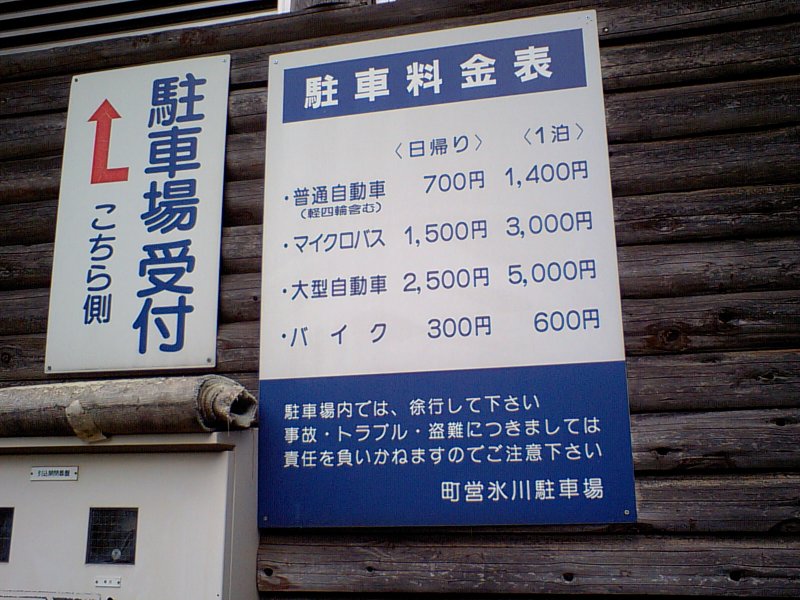 駐車場受付
こちら側
駐車料金表
〈日帰り〉 〈1泊〉
・普通自動車 700円 1,400円
(軽四輪含む)
・マイクロバス 1,500円 3,000円
・大型自動車 2,500円 5,000円
・バイク 300円 600円
駐車場内では、徐行して下さい
事故・トラブル・盗難につきましては
責任を負いかねますのでご注意下さい
町営氷川駐車場
引込開閉器盤